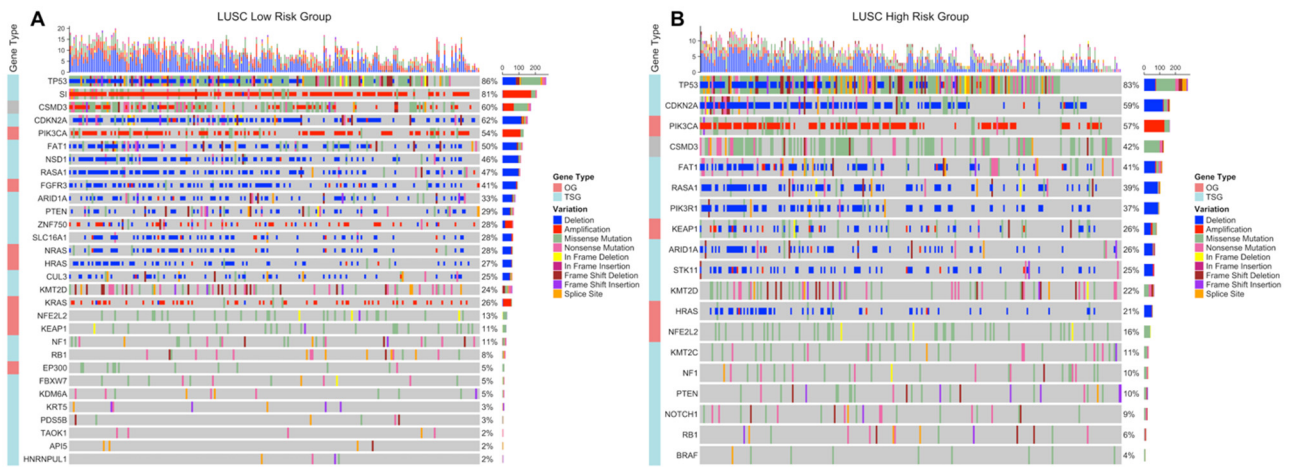 A
LUSC Low Risk Group
Gene Type
20
15
10
5
0
0 100 200
TP53 86%
SI 81%
CSMD3 60%
CDKN2A 62%
PIK3CA 54%
FAT1 50%
NSD1 46%
RASA1 47%
FGFR3 41%
ARID1A 33%
PTEN 29%
ZNF750 28%
SLC16A1 28%
NRAS 28%
HRAS 27%
CUL3 25%
KMT2D 24%
KRAS 26%
NFE2L2 13%
KEAP1 11%
NF1 11%
RB1 8%
EP300 5%
FBXW7 5%
KDM6A 5%
KRT5 3%
PDS5B 3%
TAOK1 2%
API5 2%
HNRNPUL1 2%
Gene Type
OG
TSG
Variation
Deletion
Amplification
Missense Mutation
Nonsense Mutation
In Frame Deletion
In Frame Insertion
Frame Shift Deletion
Frame Shift Insertion
Splice Site
B
LUSC High Risk Group
Gene Type
10
5
0
0 100 200
TP53 83%
CDKN2A 59%
PIK3CA 57%
CSMD3 42%
FAT1 41%
RASA1 39%
PIK3R1 37%
KEAP1 26%
ARID1A 26%
STK11 25%
KMT2D 22%
HRAS 21%
NFE2L2 16%
KMT2C 11%
NF1 10%
PTEN 10%
NOTCH1 9%
RB1 6%
BRAF 4%
Gene Type
OG
TSG
Variation
Deletion
Amplification
Missense Mutation
Nonsense Mutation
In Frame Deletion
In Frame Insertion
Frame Shift Deletion
Frame Shift Insertion
Splice Site